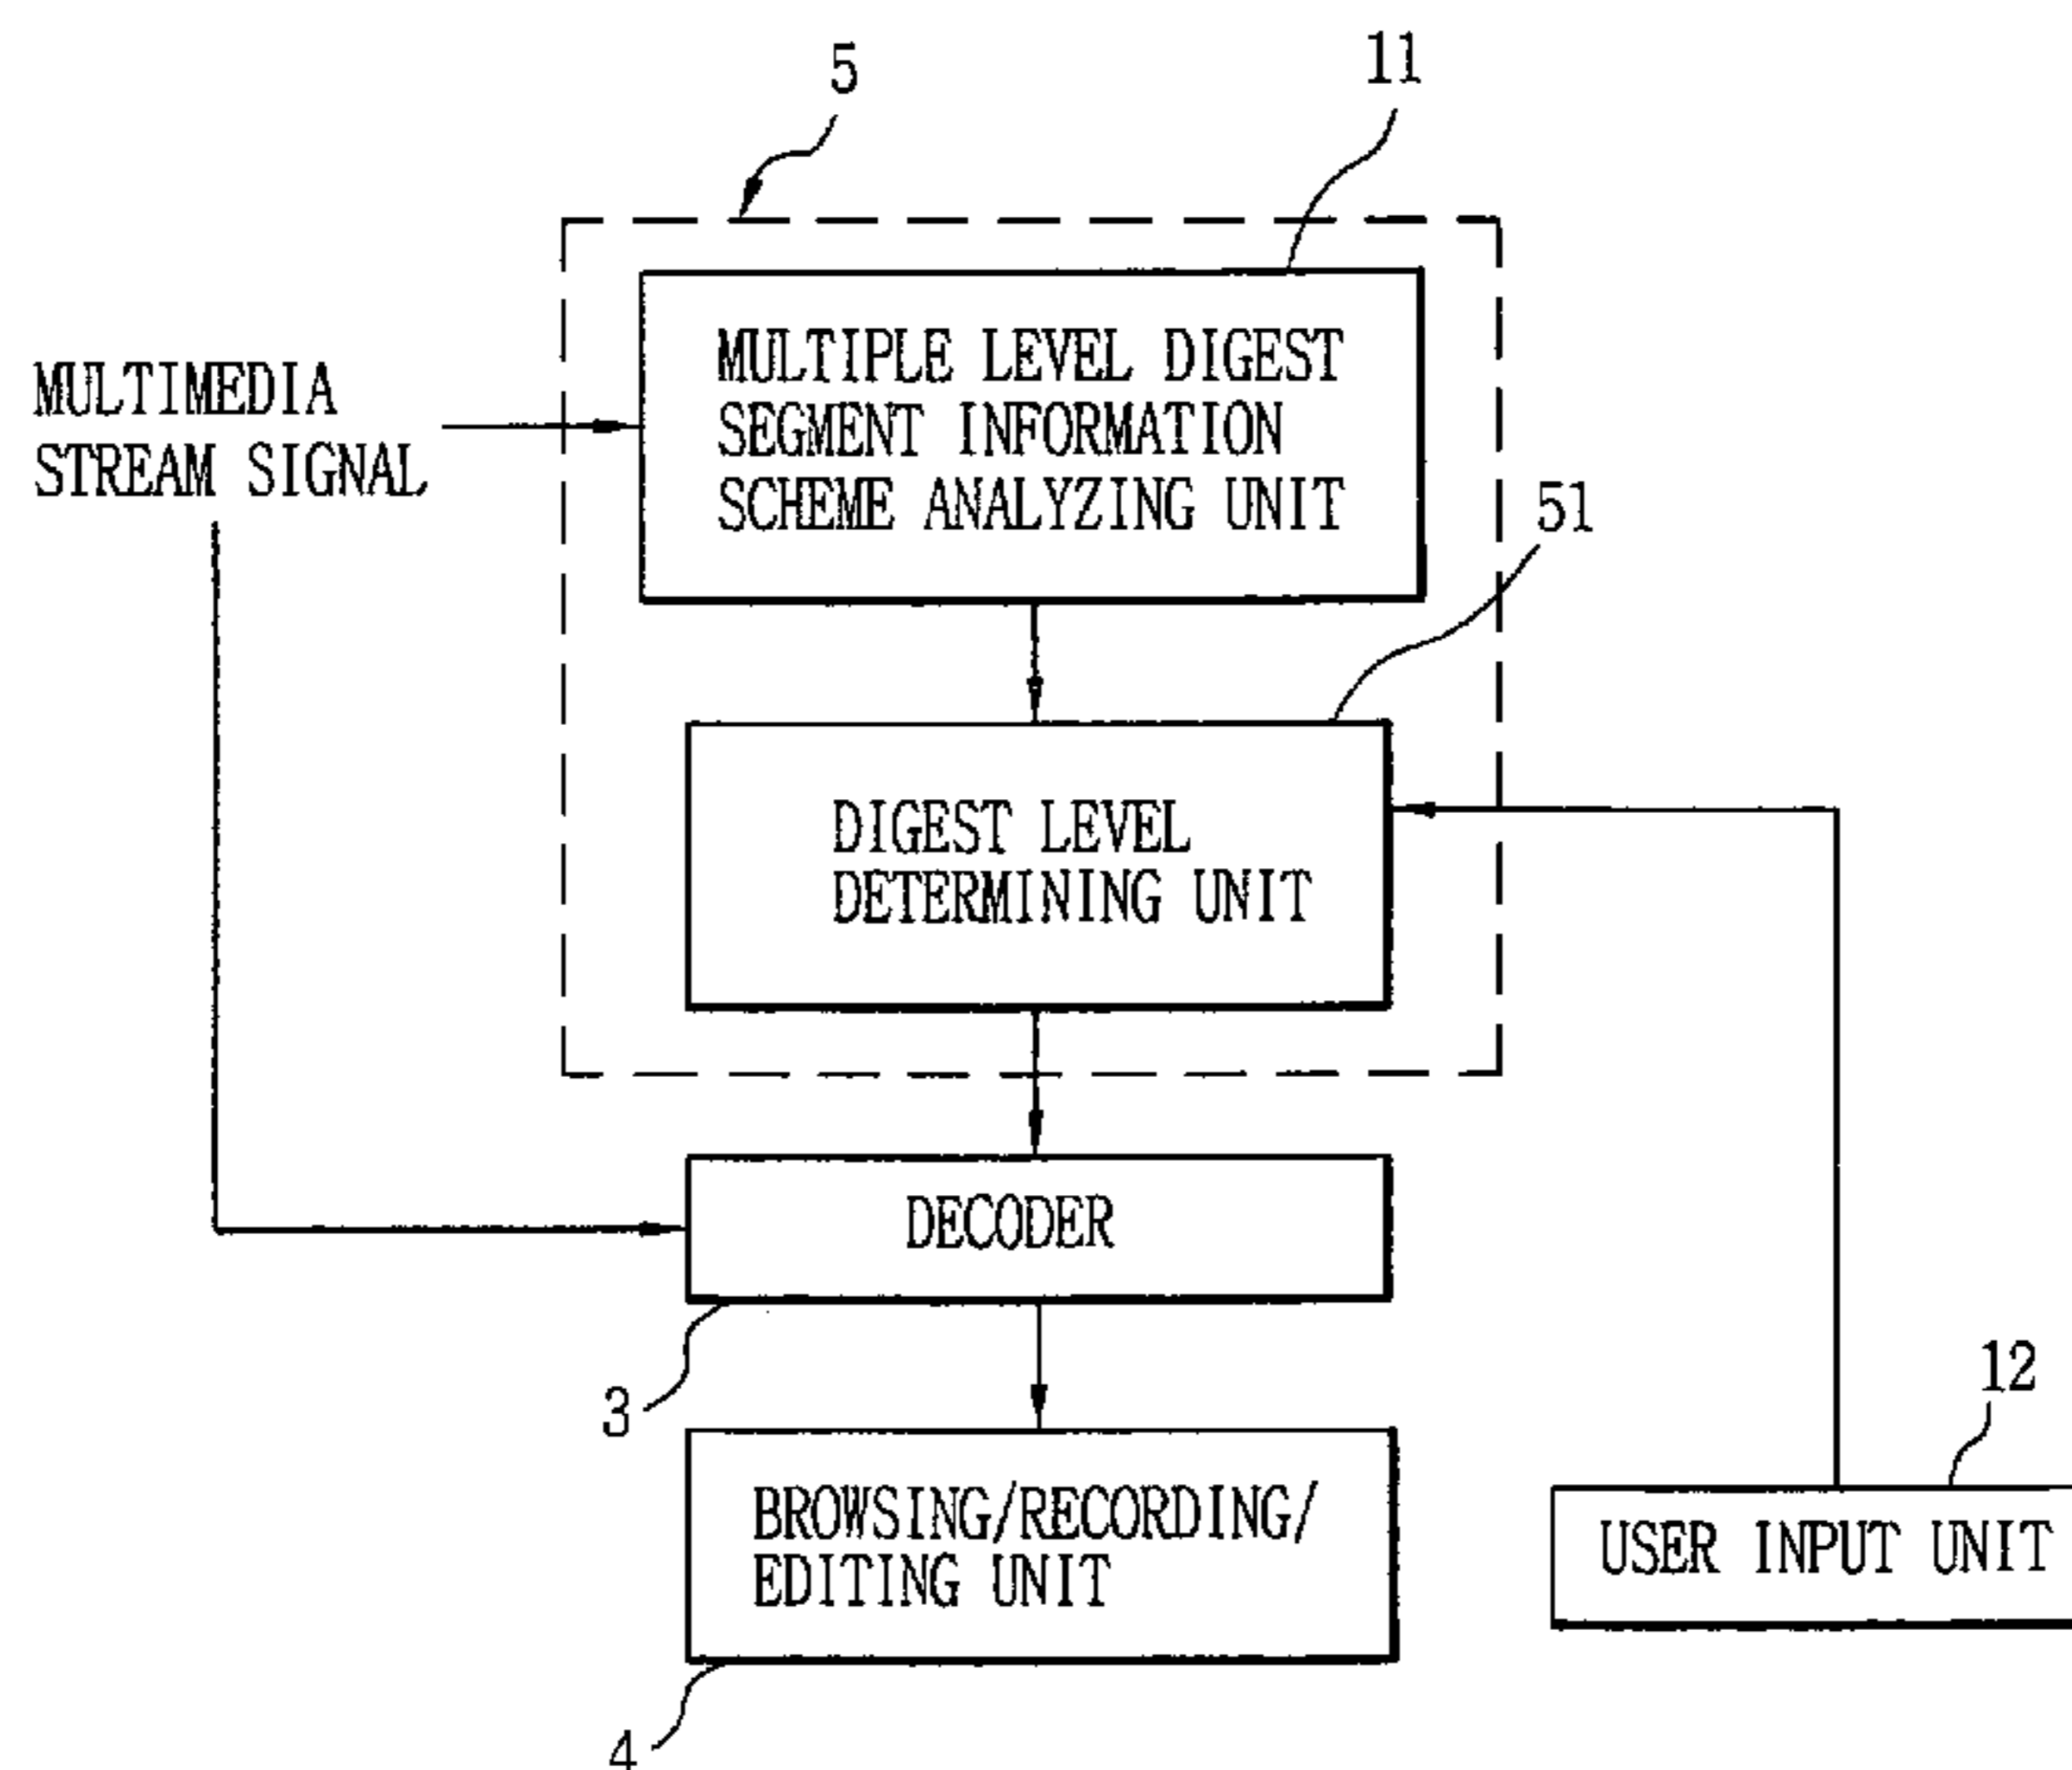 5
11
MULTIMEDIA
STREAM SIGNAL
MULTIPLE LEVEL DIGEST
SEGMENT INFORMATION
SCHEME ANALYZING UNIT
51
DIGEST LEVEL
DETERMINING UNIT
DECODER
3
12
BROWSING/RECORDING/
EDITING UNIT
USER INPUT UNIT
4